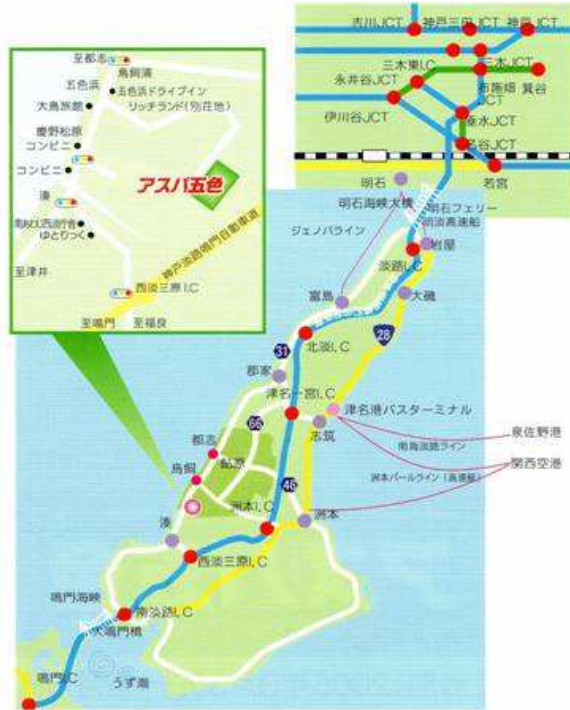 吉川JCT
神戸三田JCT
神戸JCT
三木東I.C
三木JCT
永井谷JCT
布施畑JCT
箕谷
伊川谷JCT
垂水JCT
名谷JCT
若宮
明石
明石海峡大橋
明石フェリー
明淡高速船
ジェノバライン
岩屋
淡路I.C
富島
大磯
28
北淡I.C
31
郡家
津名一宮I.C
津名港バスターミナル
66
志筑
泉佐野港
南海淡路ライン
都志
鮎原
関西空港
洲本パールライン(高速艇)
鳥飼
46
洲本I.C
湊
洲本
西淡三原I.C
鳴門海峡
南淡路I.C
大鳴門橋
鳴門I.C
うず潮
至都志
鳥飼浦
五色浜
五色浜ドライブイン
大鳥旅館
リッチランド(別荘地)
慶野松原
コンビニ
コンビニ
アスパ五色
湊
ゆとりっく
神戸淡路鳴門自動車道
至津井
西淡三原I.C
至鳴門
至福良